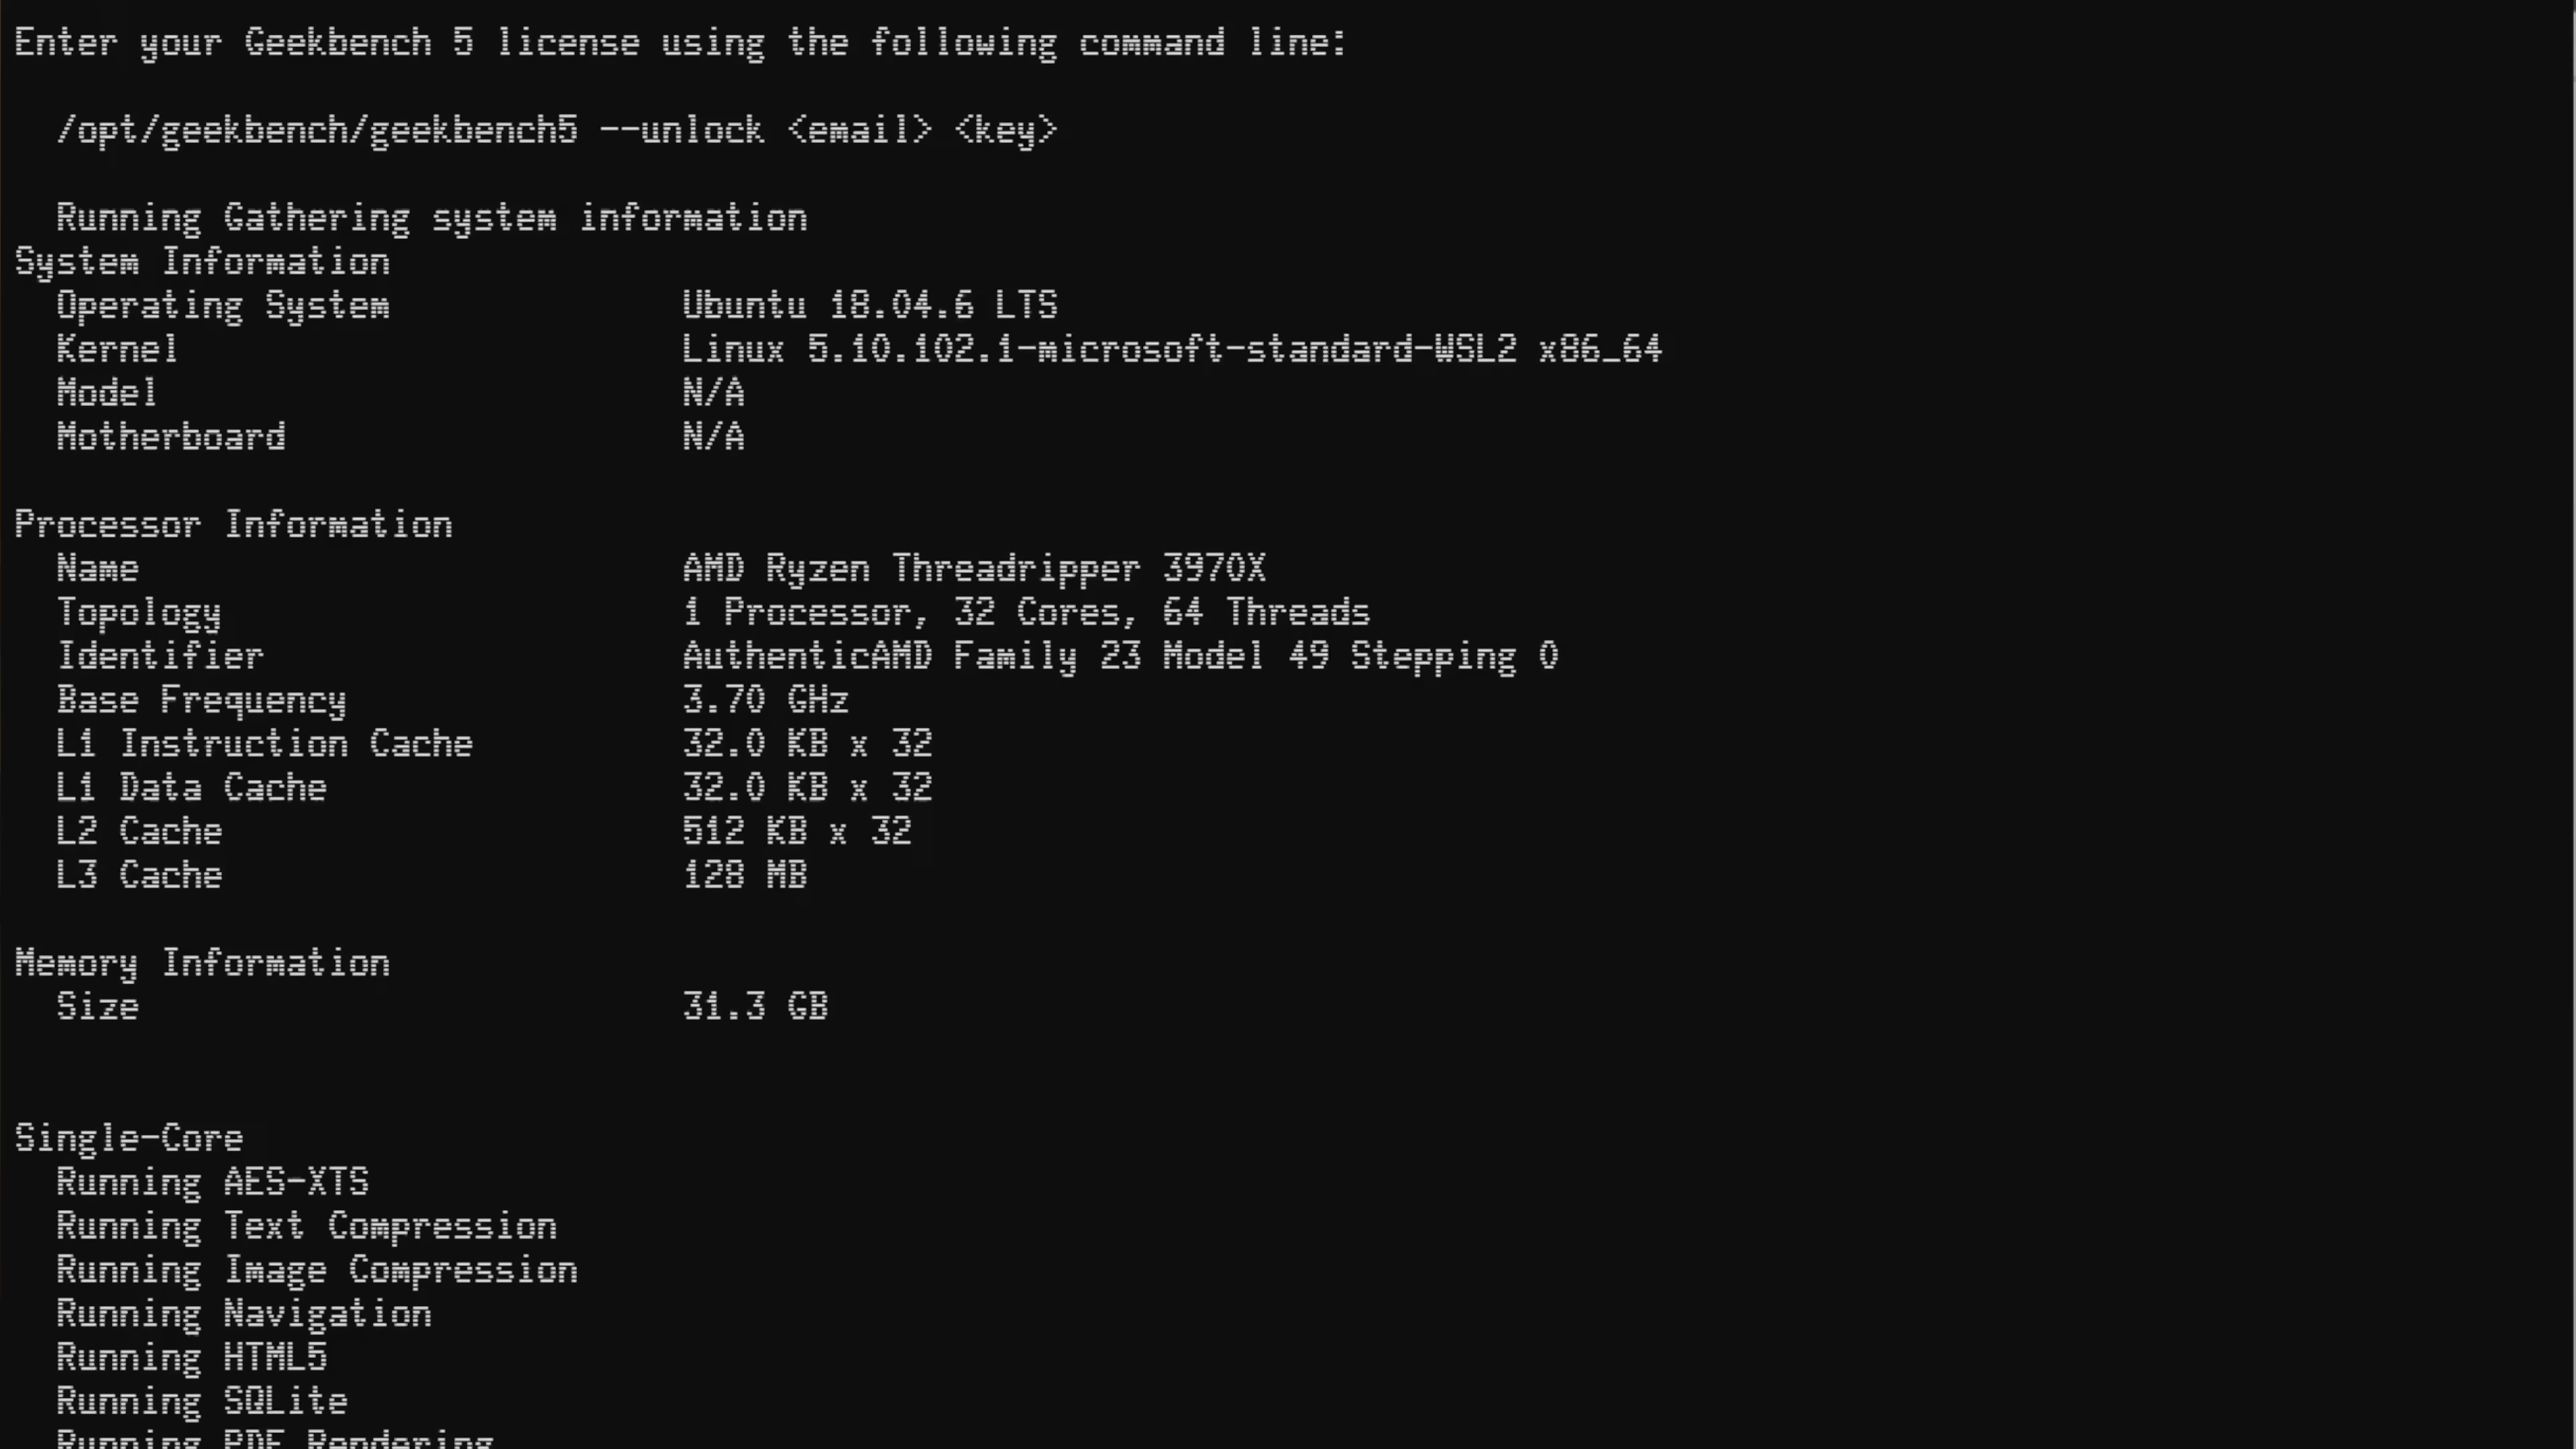 Enter your Geekbench 5 license using the following command line:
/opt/geekbench/geekbench5 --unlock <email> <key>
Running Gathering system information
System Information
Operating System Ubuntu 18.04.6 LTS
Kernel Linux 5.10.102.1-microsoft-standard-WSL2 x86_64
Model N/A
Motherboard N/A
Processor Information
Name AMD Ryzen Threadripper 3970X
Topology 1 Processor, 32 Cores, 64 Threads
Identifier AuthenticAMD Family 23 Model 49 Stepping 0
Base Frequency 3.70 GHz
L1 Instruction Cache 32.0 KB x 32
L1 Data Cache 32.0 KB x 32
L2 Cache 512 KB x 32
L3 Cache 128 MB
Memory Information
Size 31.3 GB
Single-Core
Running AES-XTS
Running Text Compression
Running Image Compression
Running Navigation
Running HTML5
Running SQLite
Running PDF Rendering